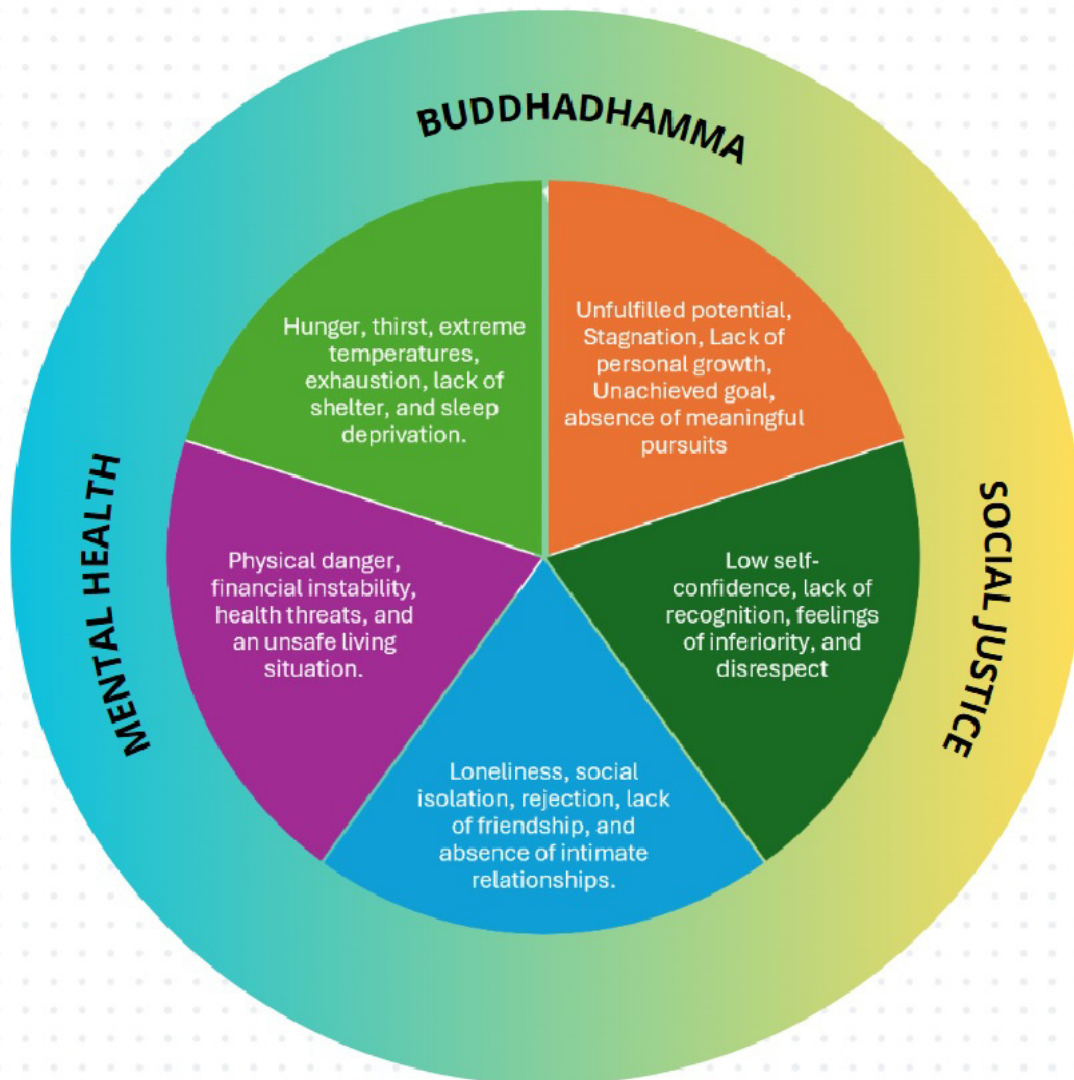 BUDDHADHAMMA
Hunger, thirst, extreme
temperatures,
exhaustion, lack of
shelter, and sleep
deprivation.
Unfulfilled potential,
Stagnation, Lack of
personal growth,
Unachieved goal,
absence of meaningful
pursuits
MENTAL HEALTH
Physical danger,
financial instability,
health threats, and
an unsafe living
situation.
Low self-
confidence, lack of
recognition, feelings
of inferiority, and
disrespect
SOCIAL JUSTICE
Loneliness, social
isolation, rejection, lack
of friendship, and
absence of intimate
relationships.